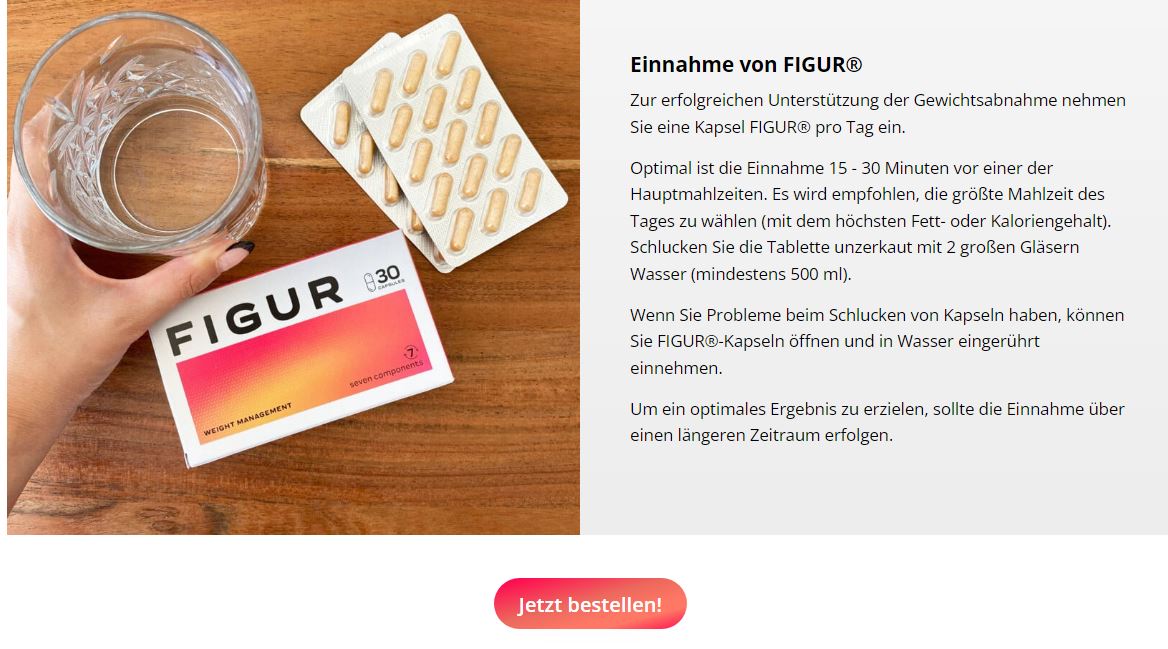 FIGUR
30
CAPSULES
7
seven components
WEIGHT MANAGEMENT
Einnahme von FIGUR®
Zur erfolgreichen Unterstützung der Gewichtsabnahme nehmen
Sie eine Kapsel FIGUR® pro Tag ein.
Optimal ist die Einnahme 15 - 30 Minuten vor einer der
Hauptmahlzeiten. Es wird empfohlen, die größte Mahlzeit des
Tages zu wählen (mit dem höchsten Fett- oder Kaloriengehalt).
Schlucken Sie die Tablette unzerkaut mit 2 großen Gläsern
Wasser (mindestens 500 ml).
Wenn Sie Probleme beim Schlucken von Kapseln haben, können
Sie FIGUR®-Kapseln öffnen und in Wasser eingerührt
einnehmen.
Um ein optimales Ergebnis zu erzielen, sollte die Einnahme über
einen längeren Zeitraum erfolgen.
Jetzt bestellen!